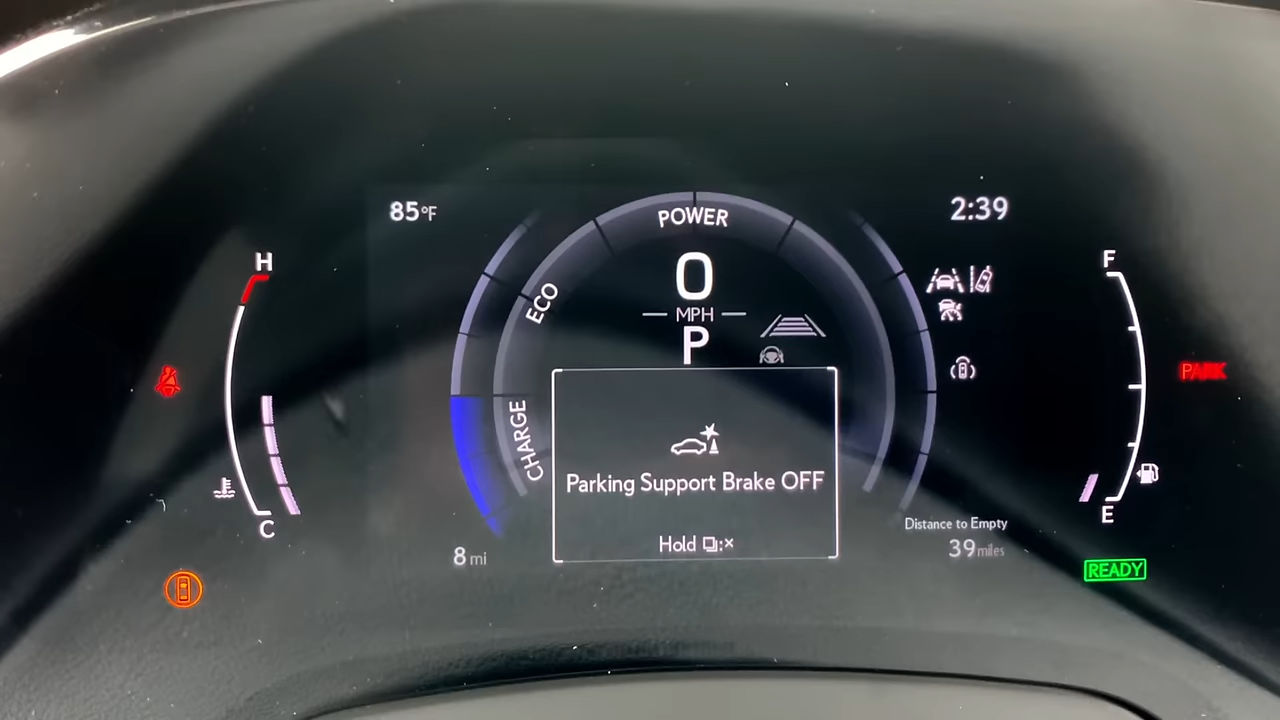 85°F
2:39
POWER
H
F
ECO
0
MPH
P
PARK
CHARGE
Parking Support Brake OFF
C
E
Distance to Empty
Hold :×
8 mi
39 miles
READY